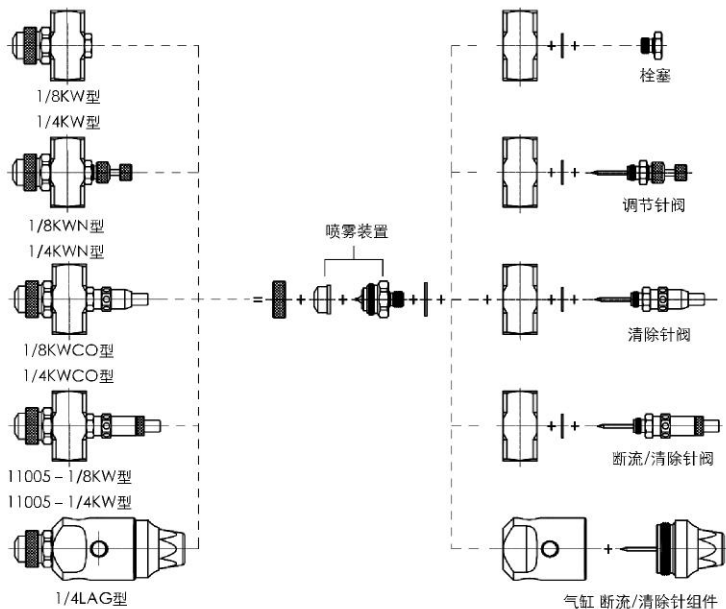 1/8KW型
1/4KW型
1/8KWN型
1/4KWN型
1/8KWCO型
1/4KWCO型
11005 – 1/8KW型
11005 – 1/4KW型
1/4LAG型
喷雾装置
栓塞
调节针阀
清除针阀
断流/清除针阀
气缸 断流/清除针组件